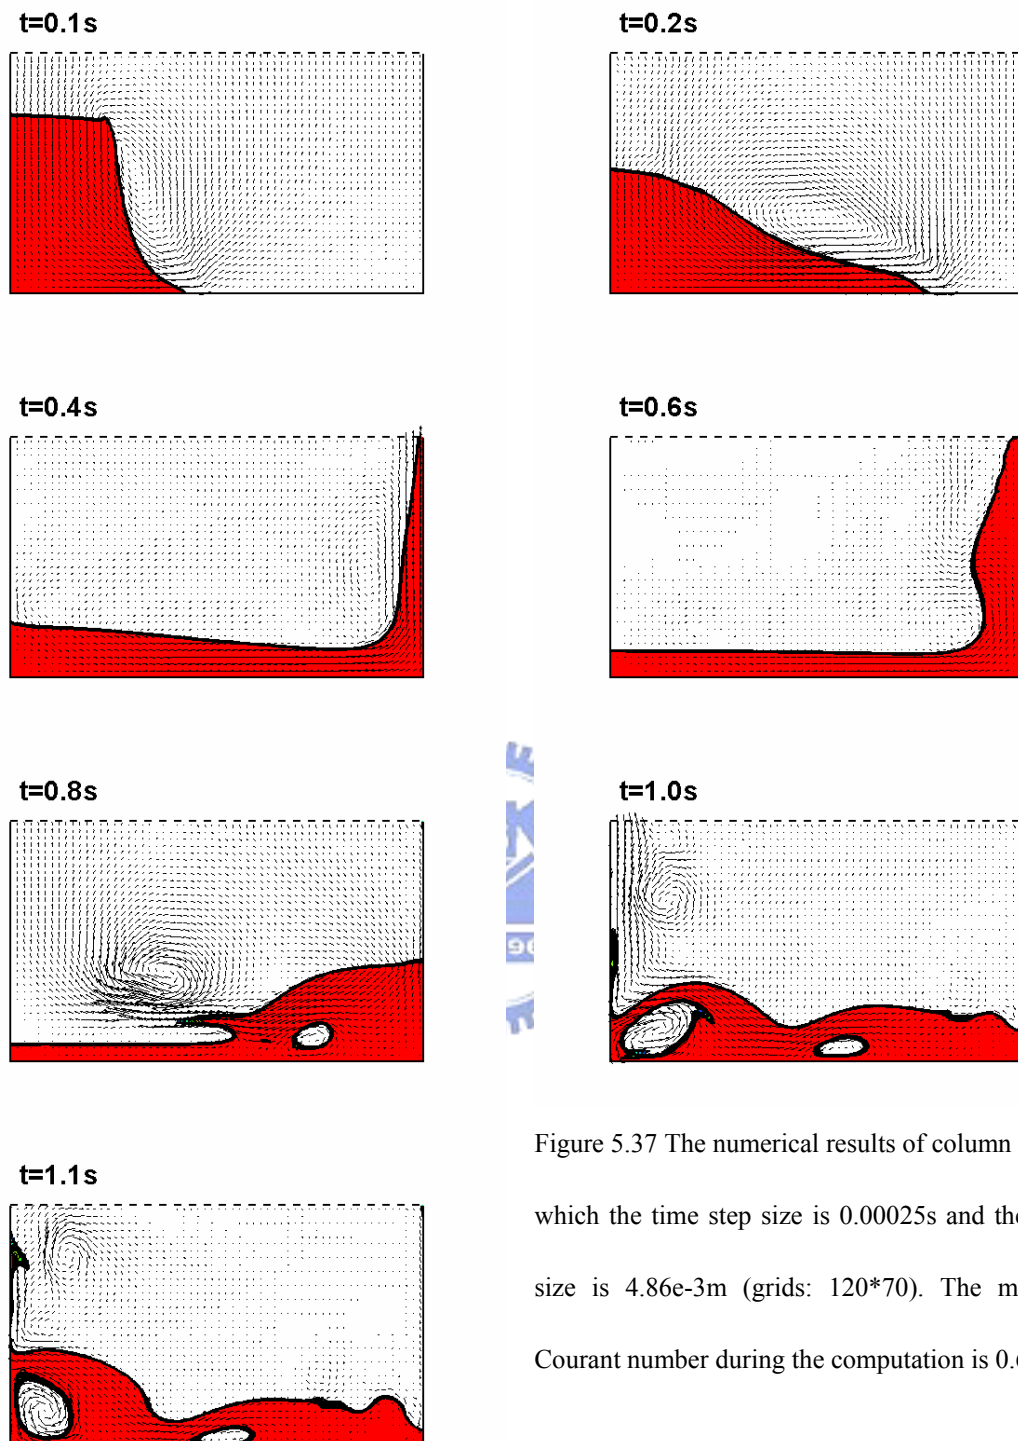 t=0.1s
t=0.2s
t=0.4s
t=0.6s
t=0.8s
t=1.0s
t=1.1s
Figure 5.37 The numerical results of column
which the time step size is 0.00025s and the
size is 4.86e-3m (grids: 120*70). The
Courant number during the computation is